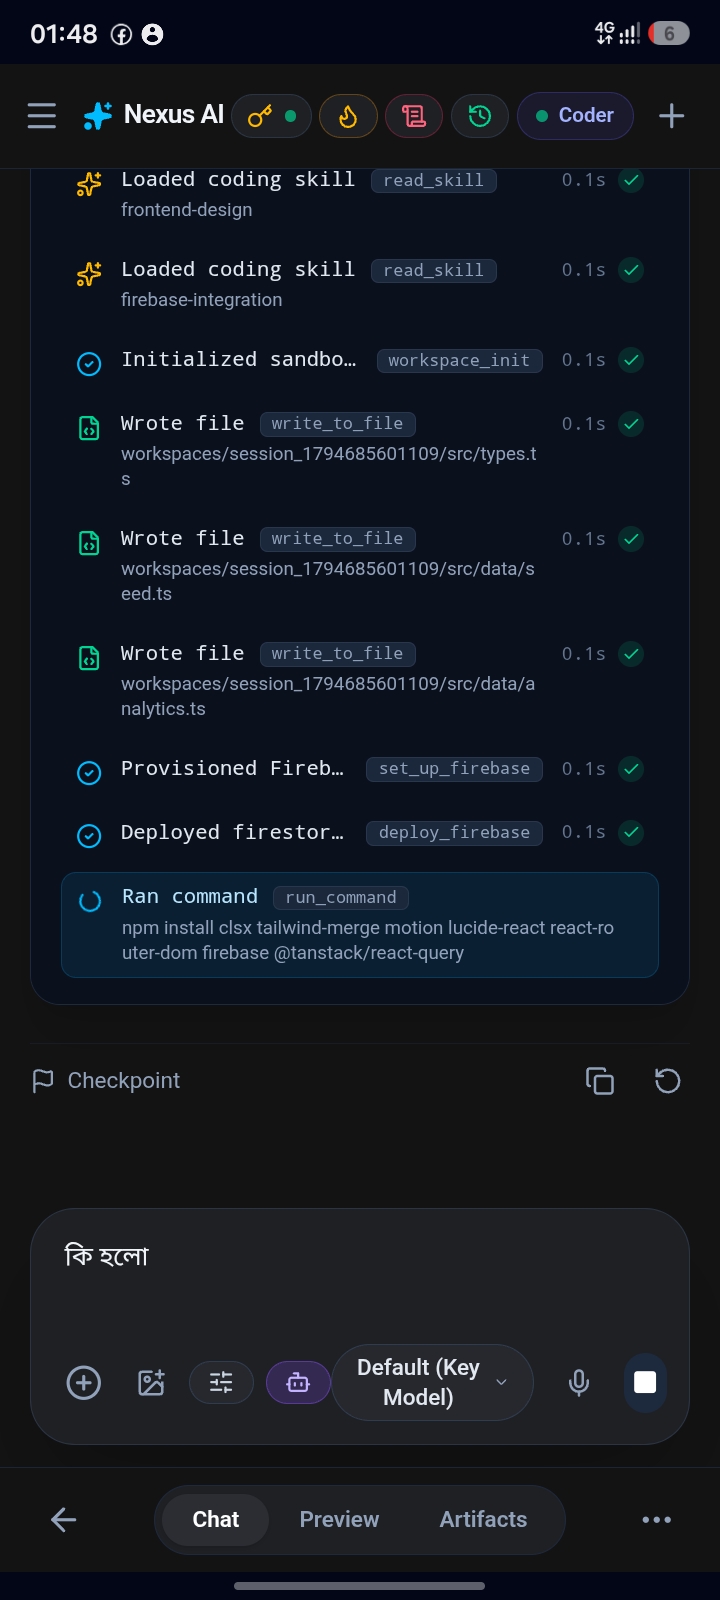 01:48
4G
6
Nexus AI
Coder
Loaded coding skill read_skill 0.1s
frontend-design
Loaded coding skill read_skill 0.1s
firebase-integration
Initialized sandbo… workspace_init 0.1s
Wrote file write_to_file 0.1s
workspaces/session_1794685601109/src/types.t
s
Wrote file write_to_file 0.1s
workspaces/session_1794685601109/src/data/s
eed.ts
Wrote file write_to_file 0.1s
workspaces/session_1794685601109/src/data/a
nalytics.ts
Provisioned Fireb… set_up_firebase 0.1s
Deployed firestor… deploy_firebase 0.1s
Ran command run_command
npm install clsx tailwind-merge motion lucide-react react-ro
uter-dom firebase @tanstack/react-query
Checkpoint
কি হলো
Default (Key
Model)
Chat Preview Artifacts